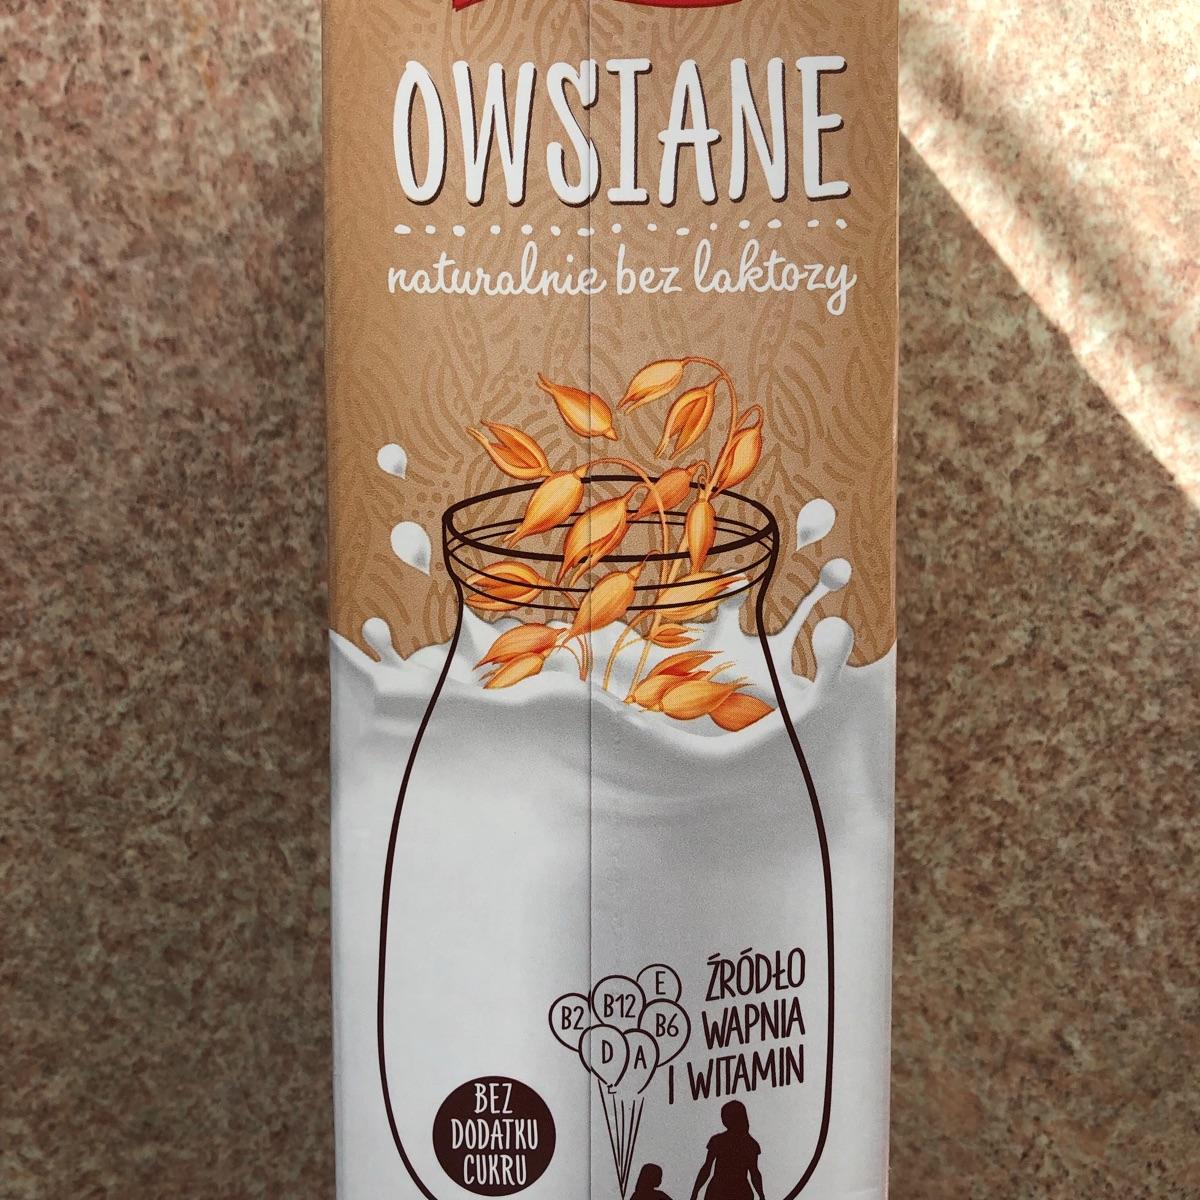 OWSIANE
naturalnie bez laktozy
E
B12
B2
B6
D
A
ŹRÓDŁO
WAPNIA
I WITAMIN
BEZ
DODATKU
CUKRU